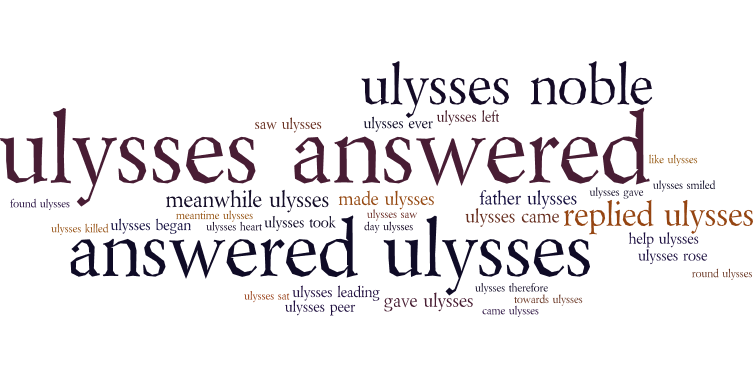 ulysses noble
saw ulysses
ulysses ever
ulysses left
ulysses answered
like ulysses
found ulysses
meanwhile ulysses
made ulysses
father ulysses
ulysses gave
ulysses smiled
meantime ulysses
ulysses saw
ulysses came
replied ulysses
ulysses killed
ulysses began
ulysses heart
ulysses took
day ulysses
answered ulysses
help ulysses
ulysses rose
round ulysses
ulysses sat
ulysses leading
ulysses peer
gave ulysses
ulysses therefore
towards ulysses
came ulysses